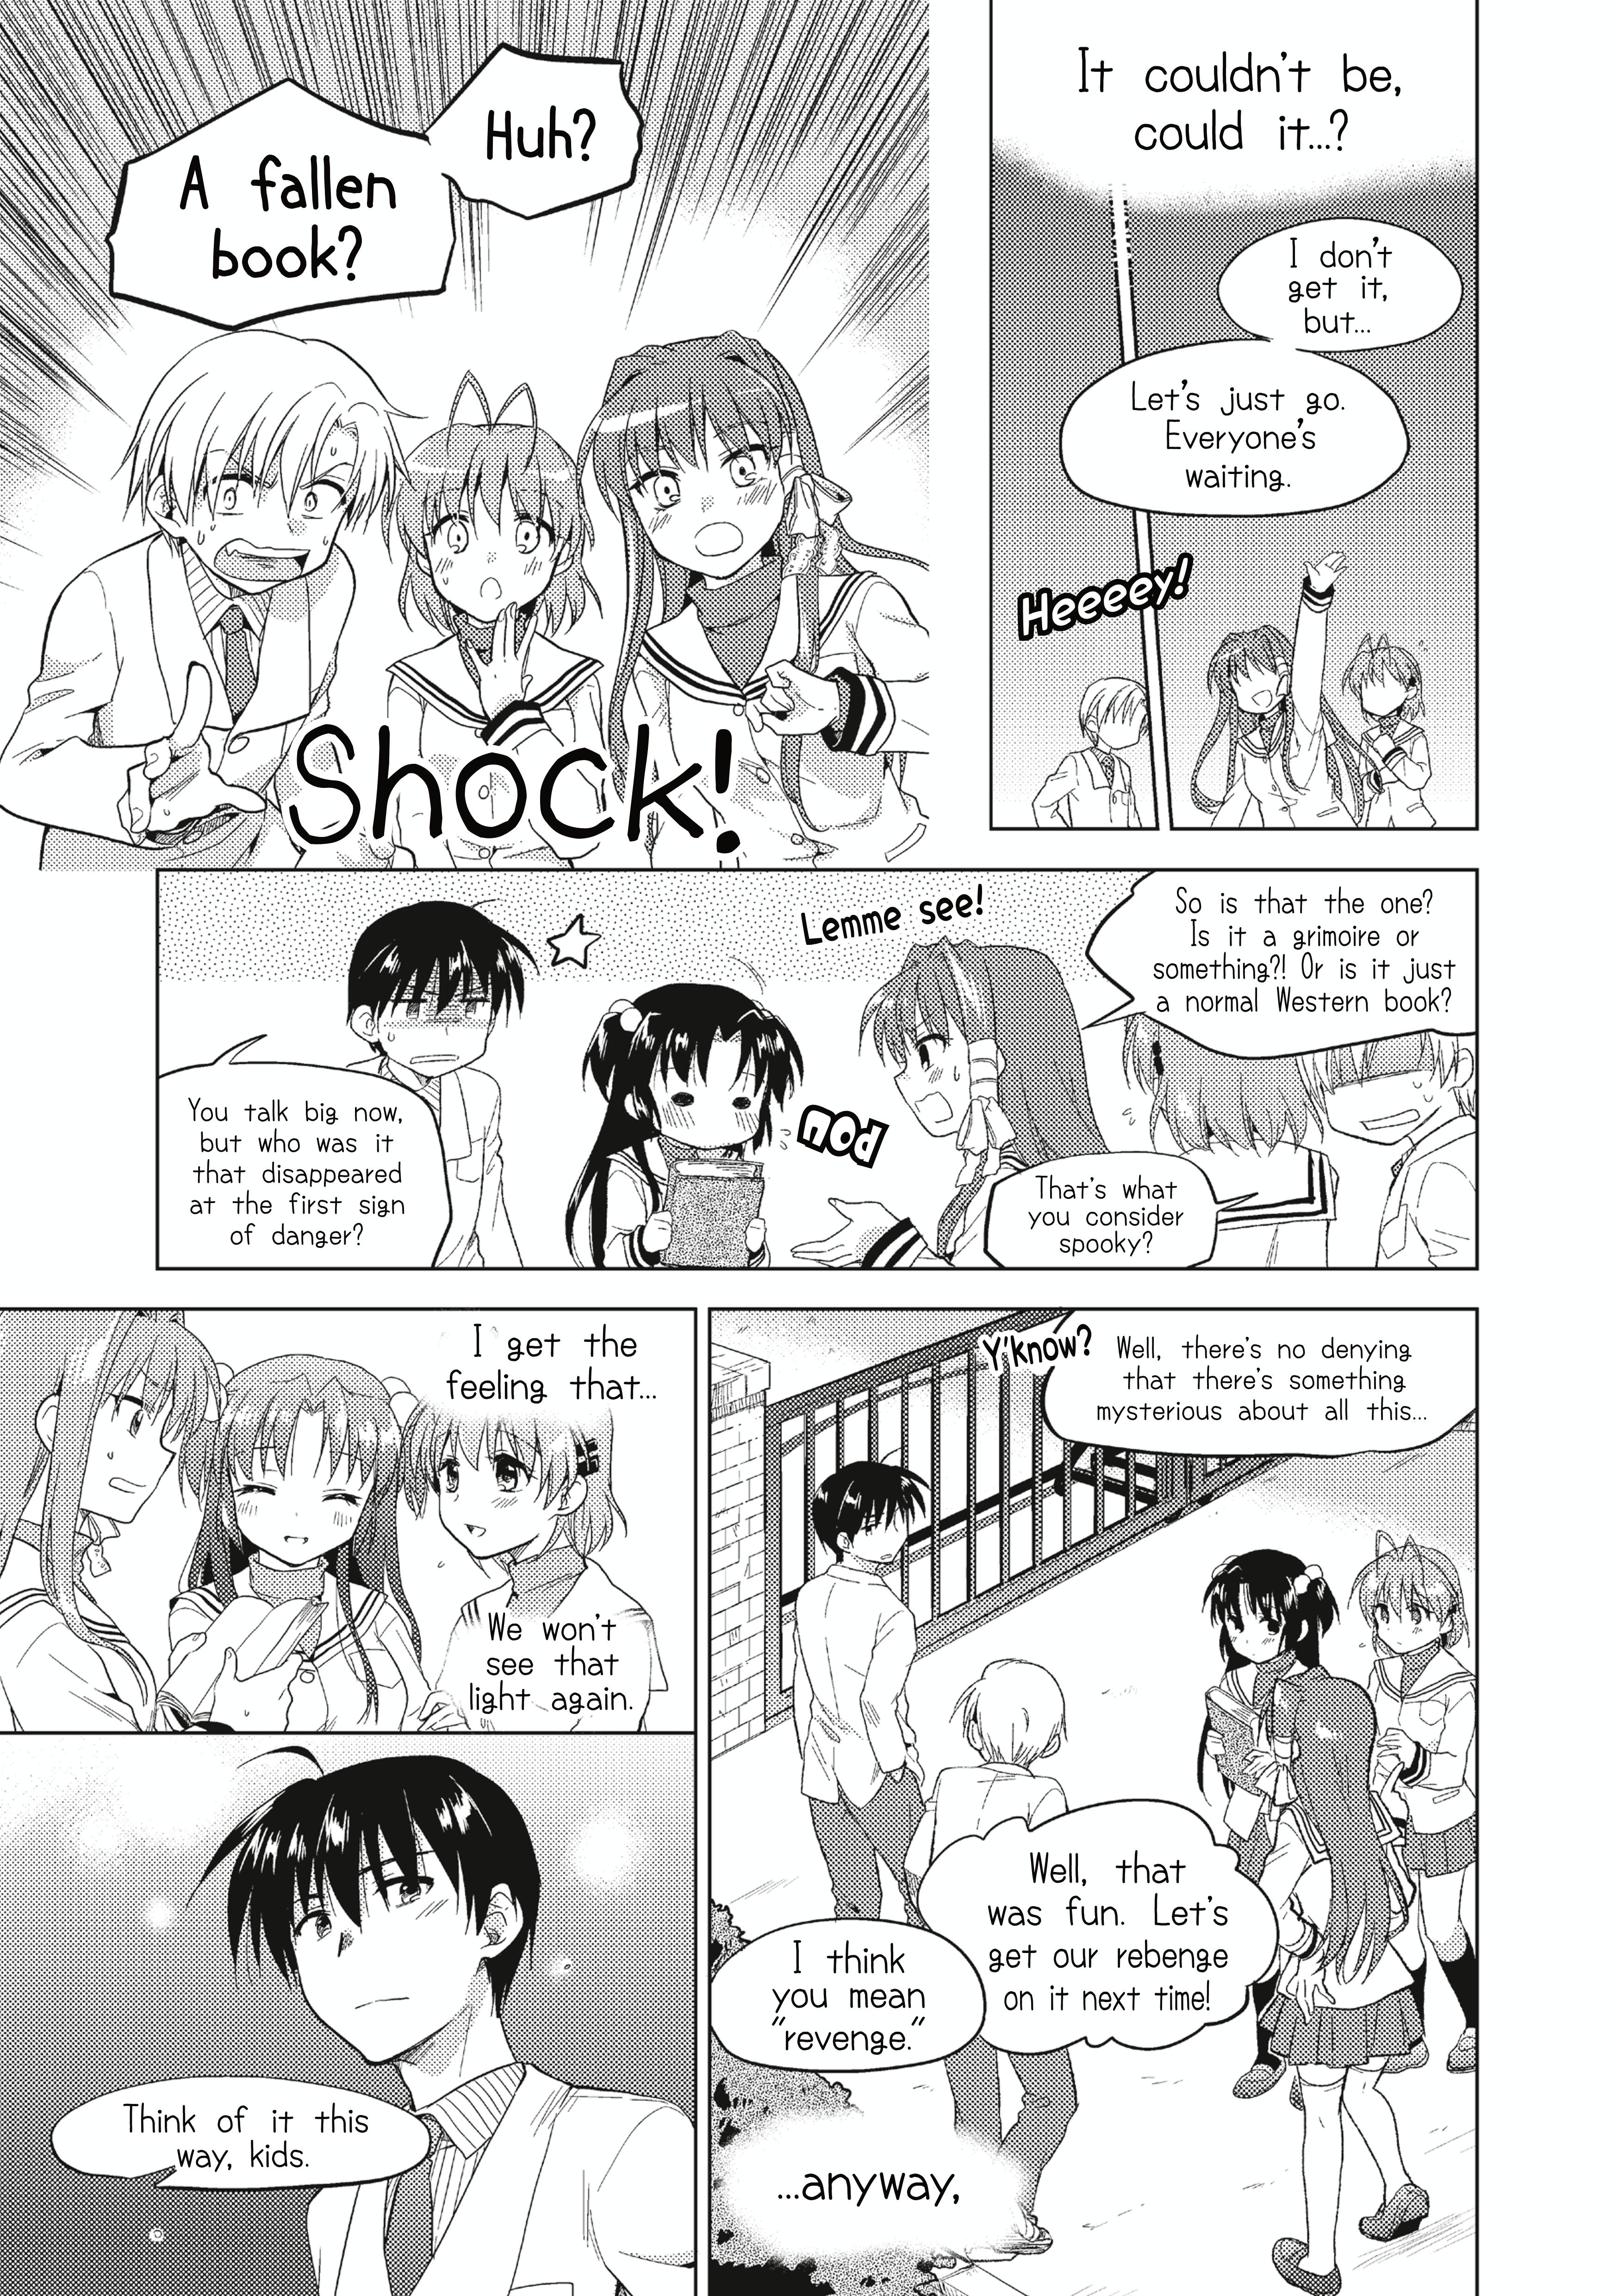 It couldn't be,
could it...?
I don't
get it,
but...
Let's just go.
Everyone's
waiting.
Heeeey!
Huh?
A fallen
book?
Shock!
So is that the one?
Is it a grimoire or
something?! Or is it just
a normal Western book?
Lemme see!
That's what
you consider
spooky?
nod
You talk big now,
but who was it
that disappeared
at the first sign
of danger?
Well, there's no denying
that there's something
mysterious about all this...
Y'know?
Well, that
was fun. Let's
get our rebenge
on it next time!
I think
you mean
"revenge."
...anyway,
I get the
feeling that...
We won't
see that
light again.
Think of it this
way, kids.